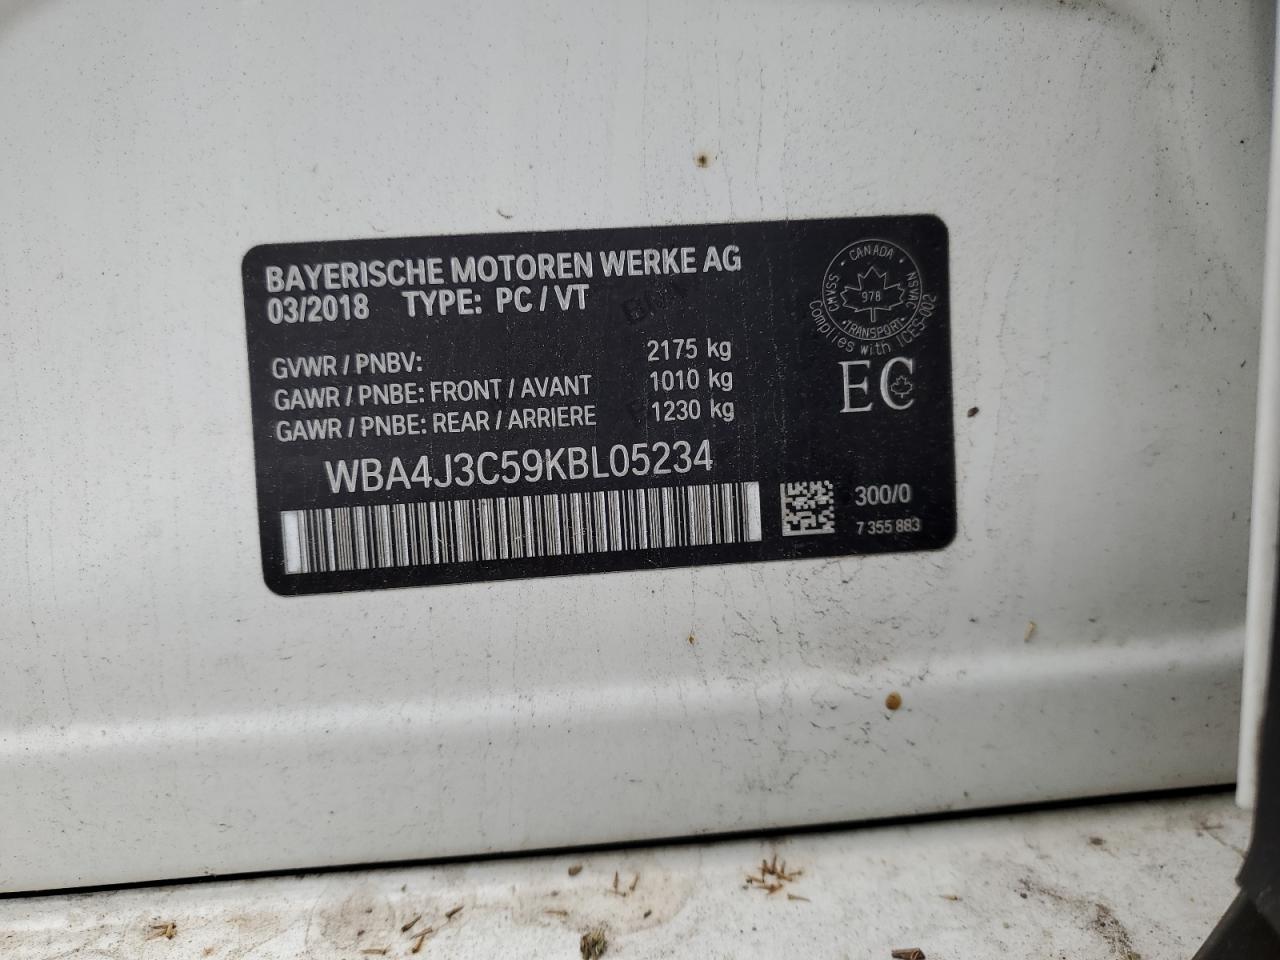 BAYERISCHE MOTOREN WERKE AG
03/2018 TYPE: PC / VT
GVWR / PNBV: 2175 kg
GAWR / PNBE: FRONT / AVANT 1010 kg
GAWR / PNBE: REAR / ARRIERE 1230 kg
WBA4J3C59KBL05234
CANADA
CMVSS
NSVAC
978
TRANSPORT
Complies with ICES-002
EC
300/0
7 355 883